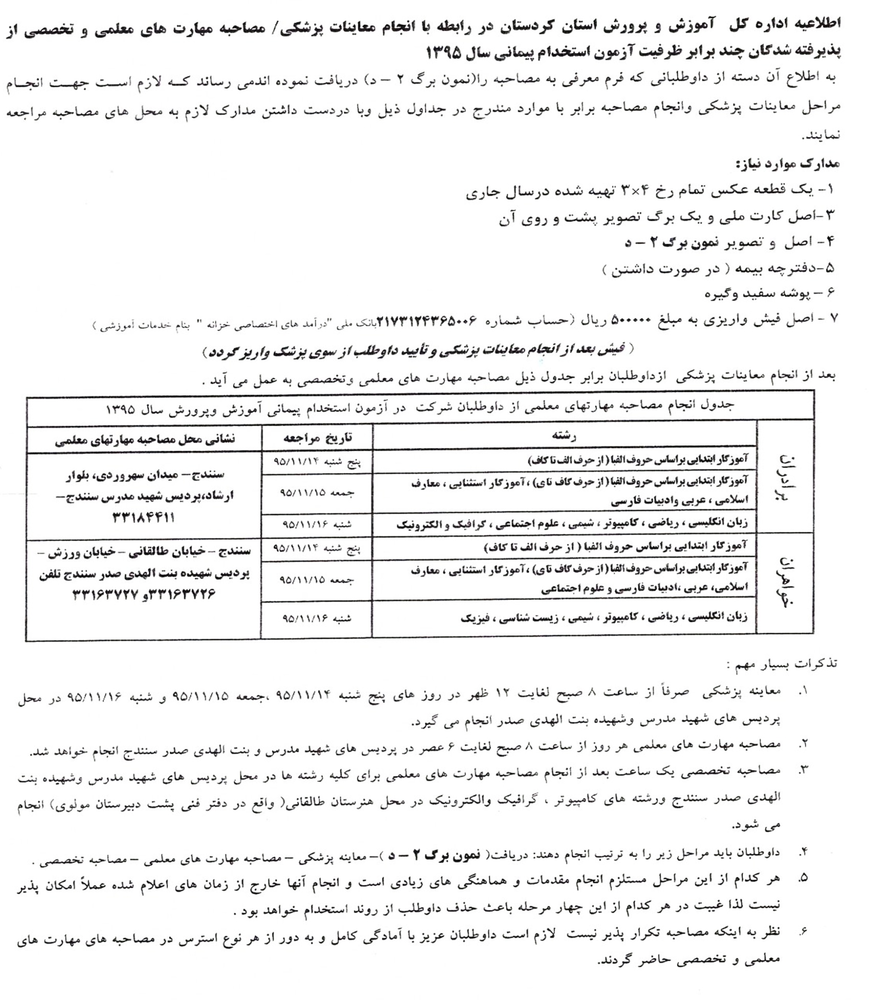 اطلاعیه اداره کل آموزش و پرورش استان کردستان در رابطه با انجام معاینات پزشکی/ مصاحبه مهارت های معلمی و تخصصی از
پذیرفته شدگان چند برابر ظرفیت آزمون استخدام پیمانی سال ۱۳۹۵
به اطلاع آن دسته از داوطلبانی که فرم معرفی به مصاحبه را(نمون برگ ۲ – د) دریافت نموده اندمی رساند کـه لازم اسـت جهـت انجـام
مراحل معاینات پزشکی وانجام مصاحبه برابر با موارد مندرج در جداول ذیل وبا دردست داشتن مدارک لازم به محل های مصاحبه مراجعه
نمایند.
مدارک موارد نیاز:
۱- یک قطعه عکس تمام رخ ۴×۳ تهیه شده درسال جاری
۳-اصل کارت ملی و یک برگ تصویر پشت و روی آن
۴- اصل و تصویر نمون برگ ۲ – د
۵-دفترچه بیمه ( در صورت داشتن )
۶ – پوشه سفید وگیره
۷ - اصل فیش واریزی به مبلغ ۵۰۰۰۰۰ ریال (حساب شماره ۲۱۷۳۱۲۴۳۶۵۰۰۶بانک ملی "درآمد های اختصاصی خزانه " بنام خدمات آموزشی )
( فیش بعد از انجام معاینات پزشکی و تأیید داوطلب از سوی پزشک واریز گردد)
بعد از انجام معاینات پزشکی ازداوطلبان برابر جدول ذیل مصاحبه مهارت های معلمی وتخصصی به عمل می آید .
جدول انجام مصاحبه مهارتهای معلمی از داوطلبان شرکت در آزمون استخدام پیمانی آموزش وپرورش سال ۱۳۹۵
رشته تاریخ مراجعه نشانی محل مصاحبه مهارتهای معلمی
برادران
آموزگار ابتدایی براساس حروف الفبا ( از حرف الف تا کاف) پنج شنبه ۹۵/۱۱/۱۴
آموزگار ابتدایی براساس حروف الفبا ( از حرف گاف تا ی) ، آموزگار استثنایی ، معارف
اسلامی ، عربی وادبیات فارسی
جمعه ۹۵/۱۱/۱۵
زبان انگلیسی ، ریاضی ، کامپیوتر ، شیمی ، علوم اجتماعی ، گرافیک و الکترونیک شنبه ۹۵/۱۱/۱۶
سنندج – میدان سهروردی، بلوار
ارشاد،پردیس شهید مدرس سنندج–
۳۳۱۸۴۴۱۱
خواهران
آموزگار ابتدایی براساس حروف الفبا ( از حرف الف تا کاف) پنج شنبه ۹۵/۱۱/۱۴
آموزگار ابتدایی براساس حروف الفبا ( از حرف گاف تا ی) ، آموزگار استثنایی ، معارف
اسلامی، عربی ،ادبیات فارسی و علوم اجتماعی
جمعه ۹۵/۱۱/۱۵
زبان انگلیسی ، ریاضی ، کامپیوتر ، شیمی ، زیست شناسی ، فیزیک شنبه ۹۵/۱۱/۱۶
سنندج – خیابان طالقانی – خیابان ورزش –
پردیس شهیده بنت الهدی صدر سنندج تلفن
۳۳۱۶۳۷۲۶و ۳۳۱۶۳۷۲۷
تذکرات بسیار مهم :
۱. معاینه پزشکی صرفاً از ساعت ۸ صبح لغایت ۱۲ ظهر در روز های پنج شنبه ۹۵/۱۱/۱۴ ،جمعه ۹۵/۱۱/۱۵ و شنبه ۹۵/۱۱/۱۶ در محل
پردیس های شهید مدرس وشهیده بنت الهدی صدر انجام می گیرد.
۲. مصاحبه مهارت های معلمی هر روز از ساعت ۸ صبح لغایت ۶ عصر در پردیس های شهید مدرس و بنت الهدی صدر سنندج انجام خواهد شد.
۳. مصاحبه تخصصی یک ساعت بعد از انجام مصاحبه مهارت های معلمی برای کلیه رشته ها در محل پردیس های شهید مدرس وشهیده بنت
الهدی صدر سنندج ورشته های کامپیوتر ، گرافیک والکترونیک در محل هنرستان طالقانی( واقع در دفتر فنی پشت دبیرستان مولوی) انجام
می شود.
۴. داوطلبان باید مراحل زیر را به ترتیب انجام دهند: دریافت( نمون برگ ۲ – د )– معاینه پزشکی – مصاحبه مهارت های معلمی – مصاحبه تخصصی .
۵. هر کدام از این مراحل مستلزم انجام مقدمات و هماهنگی های زیادی است و انجام آنها خارج از زمان های اعلام شده عملاً امکان پذیر
نیست لذا غیبت در هر کدام از این چهار مرحله باعث حذف داوطلب از روند استخدام خواهد بود .
۶. نظر به اینکه مصاحبه تکرار پذیر نیست لازم است داوطلبان عزیز با آمادگی کامل و به دور از هر نوع استرس در مصاحبه های مهارت های
معلمی و تخصصی حاضر گردند.